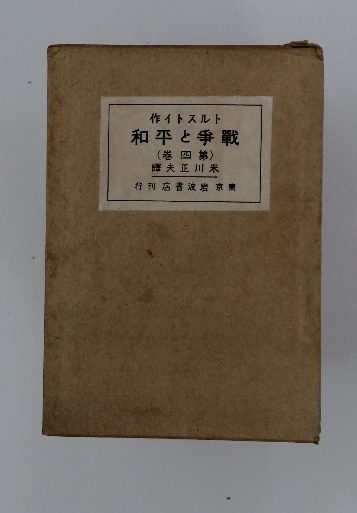 トルストイ作
戰爭と平和
（第四卷）
米川正夫譯
東京 岩波書店 刊行